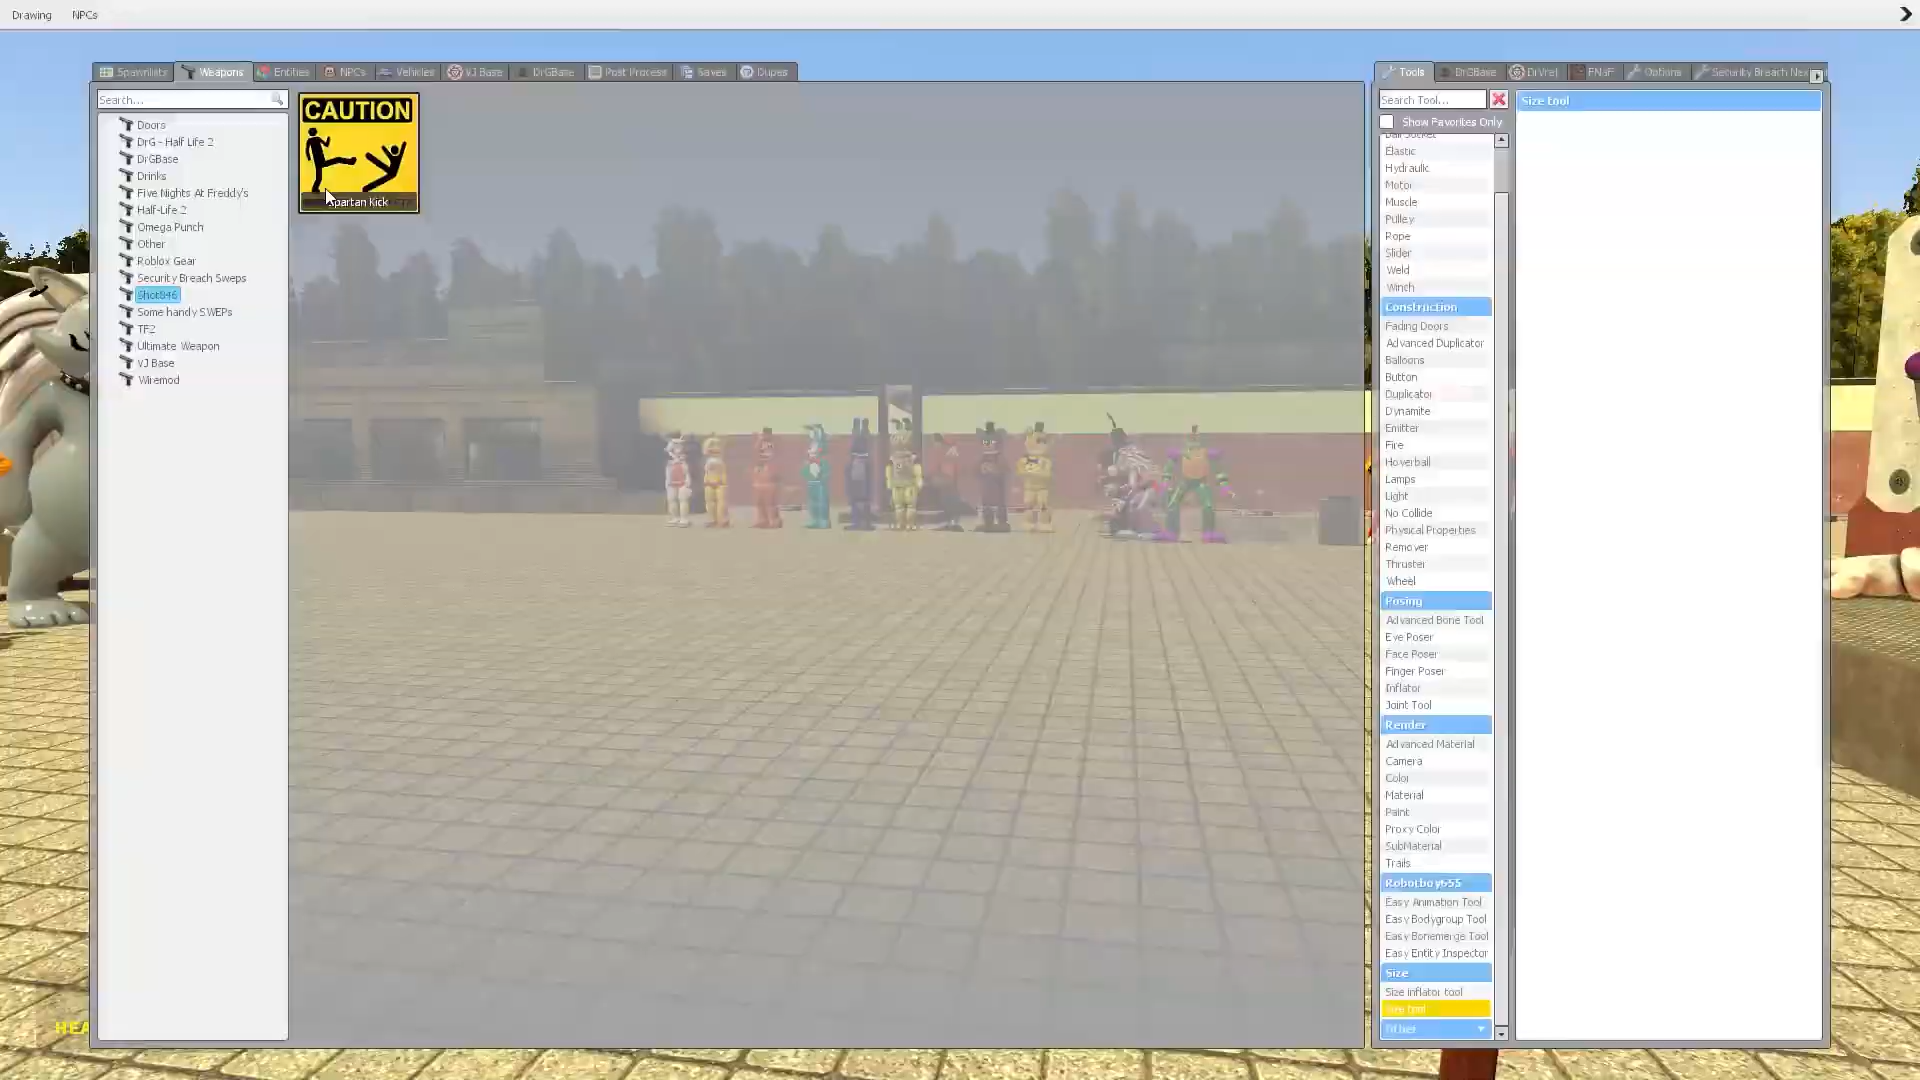 Drawing NPCs
Spawnlists Weapons Entities NPCs Vehicles VJ Base DrGBase Post Process Saves Dupes
Search...
Doors
DrG - Half Life 2
DrGBase
Drinks
Five Nights At Freddy's
Half-Life 2
Omega Punch
Other
Roblox Gear
Security Breach Sweps
Shot846
Some handy SWEPs
TF2
Ultimate Weapon
VJ Base
Wiremod
CAUTION
Spartan Kick
HEA
Tools DrGBase DrVrej FNaF Options Security Breach Nex
Search Tool...
Show Favorites Only
Ball Socket
Elastic
Hydraulic
Motor
Muscle
Pulley
Rope
Slider
Weld
Winch
Construction
Fading Doors
Advanced Duplicator
Balloons
Button
Duplicator
Dynamite
Emitter
Fire
Hoverball
Lamps
Light
No Collide
Physical Properties
Remover
Thruster
Wheel
Posing
Advanced Bone Tool
Eye Poser
Face Poser
Finger Poser
Inflator
Joint Tool
Render
Advanced Material
Camera
Color
Material
Paint
Proxy Color
SubMaterial
Trails
Robotboy655
Easy Animation Tool
Easy Bodygroup Tool
Easy Bonemerge Tool
Easy Entity Inspector
Size
Size inflator tool
Size tool
Other
Size tool